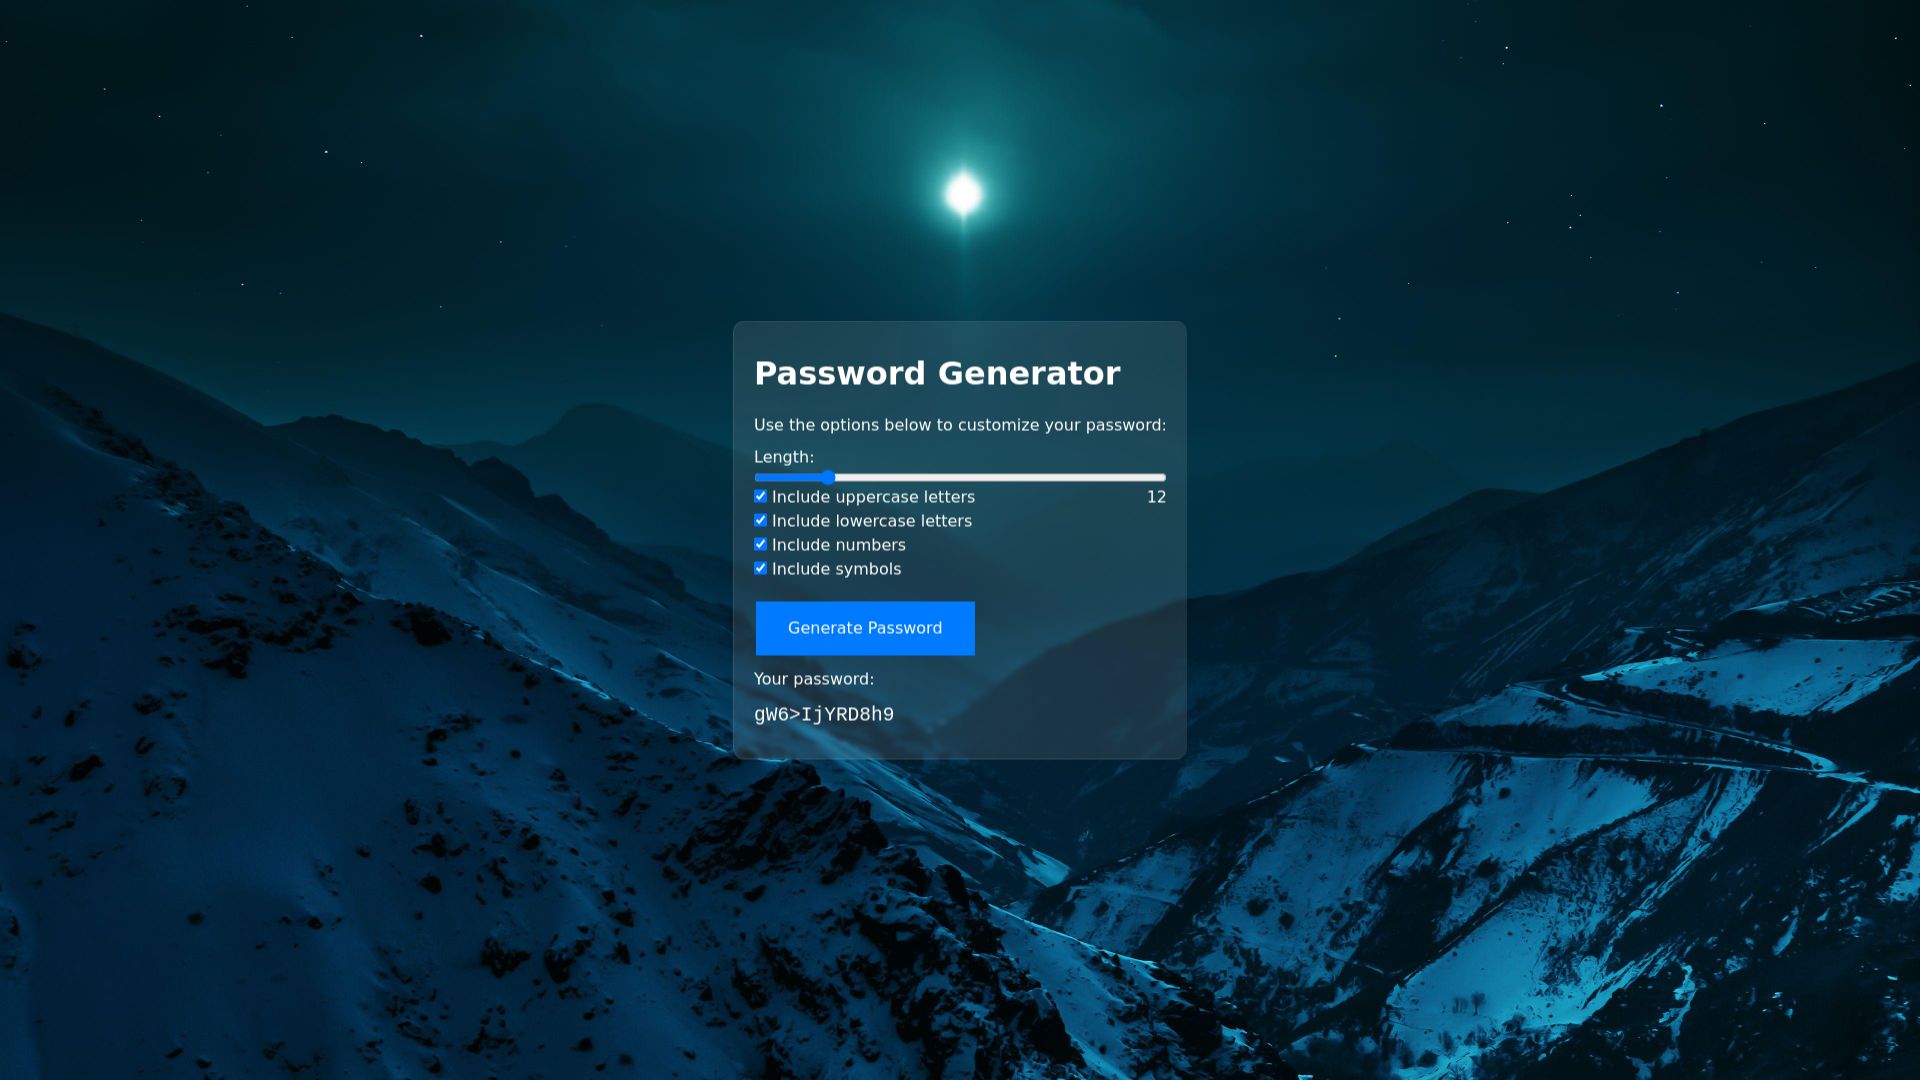 Password Generator
Use the options below to customize your password:
Length:
Include uppercase letters 12
Include lowercase letters
Include numbers
Include symbols
Generate Password
Your password:
gW6>IjYRD8h9